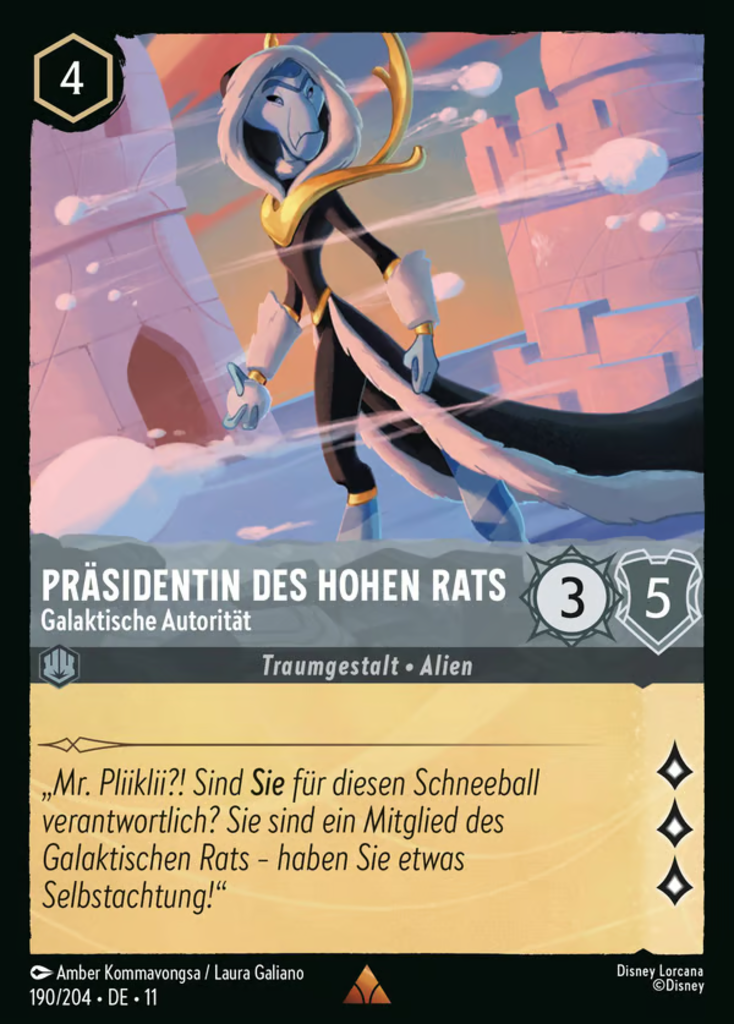 4
PRÄSIDENTIN DES HOHEN RATS
Galaktische Autorität
3
5
Traumgestalt • Alien
„Mr. Pliiklii?! Sind Sie für diesen Schneeball
verantwortlich? Sie sind ein Mitglied des
Galaktischen Rats – haben Sie etwas
Selbstachtung!“
Amber Kommavongsa / Laura Galiano
190/204 • DE • 11
Disney Lorcana
©Disney